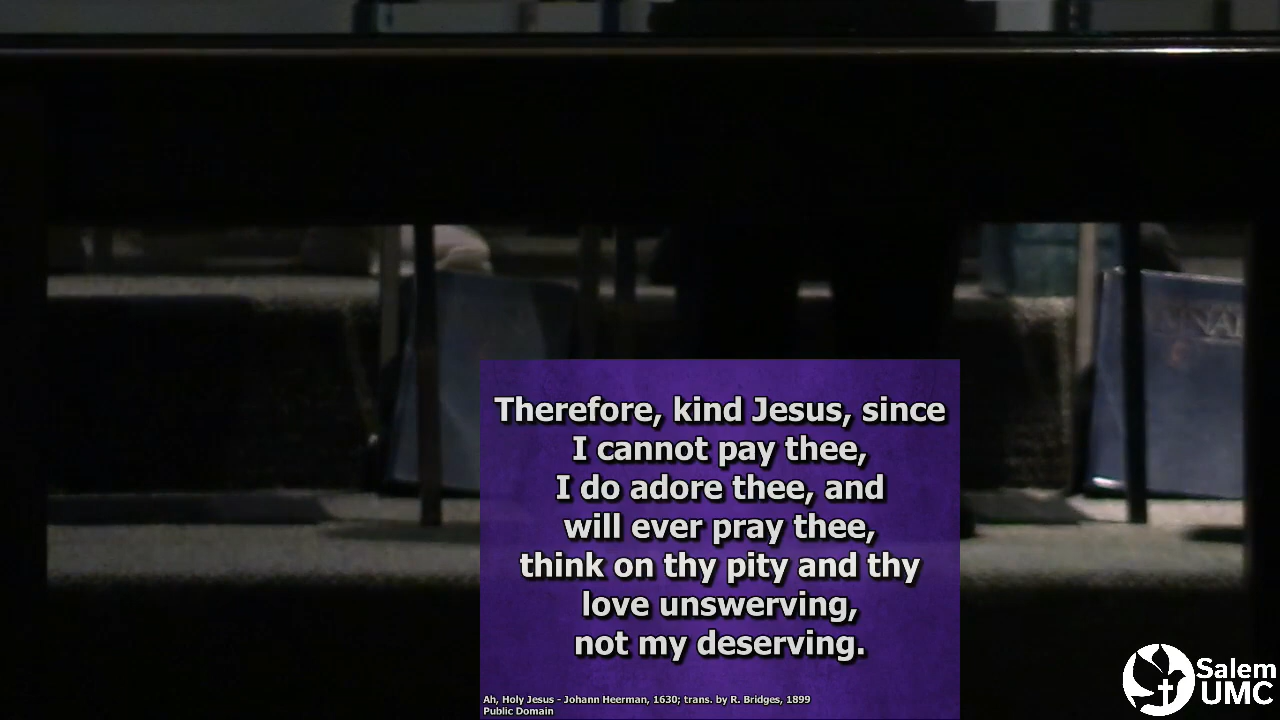 Therefore, kind Jesus, since
I cannot pay thee,
I do adore thee, and
will ever pray thee,
think on thy pity and thy
love unswerving,
not my deserving.
Ah, Holy Jesus - Johann Heerman, 1630; trans. by R. Bridges, 1899
Public Domain
Salem
UMC